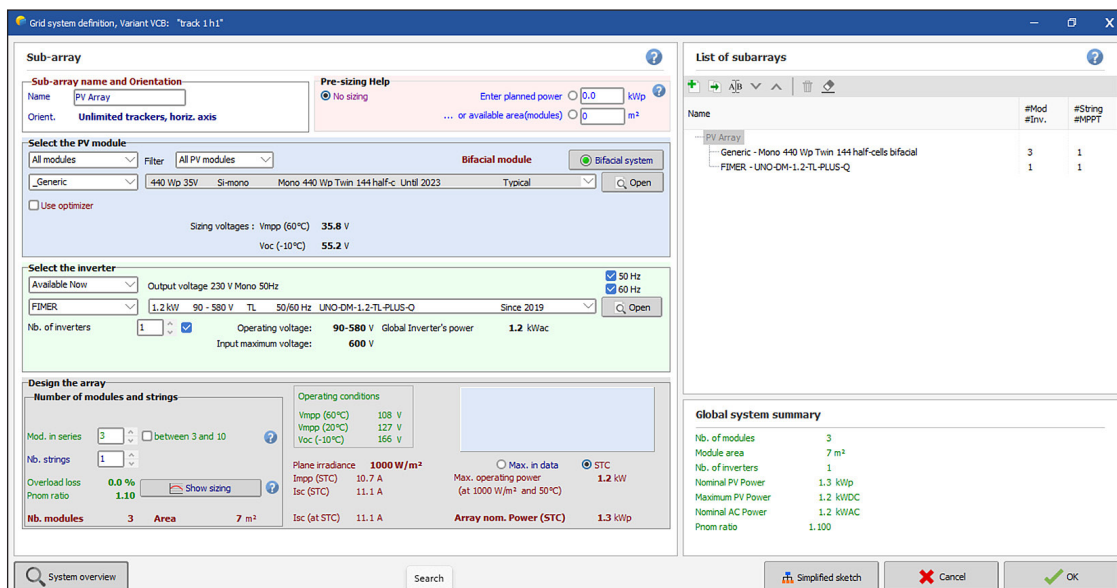 Grid system definition, Variant VCB: "track 1 h1"
Sub-array
Sub-array name and Orientation
Name PV Array
Orient. Unlimited trackers, horiz. axis
Pre-sizing Help
No sizing Enter planned power 0.0 kWp
... or available area(modules) 0 m²
Select the PV module
All modules Filter All PV modules Bifacial module Bifacial system
_Generic 440 Wp 35V Si-mono Mono 440 Wp Twin 144 half-c Until 2023 Typical Open
Use optimizer
Sizing voltages : Vmpp (60°C) 35.8 V
Voc (-10°C) 55.2 V
Select the inverter
Available Now Output voltage 230 V Mono 50Hz
50 Hz
60 Hz
FIMER 1.2 kW 90 - 580 V TL 50/60 Hz UNO-DM-1.2-TL-PLUS-Q Since 2019 Open
Nb. of inverters 1 Operating voltage: 90-580 V Global Inverter's power 1.2 kWac
Input maximum voltage: 600 V
Design the array
Number of modules and strings
Mod. in series 3 between 3 and 10
Nb. strings 1
Overload loss 0.0 %
Pnom ratio 1.10 Show sizing
Nb. modules 3 Area 7 m²
Operating conditions
Vmpp (60°C) 108 V
Vmpp (20°C) 127 V
Voc (-10°C) 166 V
Plane irradiance 1000 W/m²
Impp (STC) 10.7 A
Isc (STC) 11.1 A
Isc (at STC) 11.1 A
Max. in data STC
Max. operating power 1.2 kW
(at 1000 W/m² and 50°C)
Array nom. Power (STC) 1.3 kWp
List of subarrays
Name #Mod #String
#Inv. #MPPT
PV Array
Generic - Mono 440 Wp Twin 144 half-cells bifacial 3 1
FIMER - UNO-DM-1.2-TL-PLUS-Q 1 1
Global system summary
Nb. of modules 3
Module area 7 m²
Nb. of inverters 1
Nominal PV Power 1.3 kWp
Maximum PV Power 1.2 kWDC
Nominal AC Power 1.2 kWAC
Pnom ratio 1.100
System overview
Search
Simplified sketch
Cancel
OK